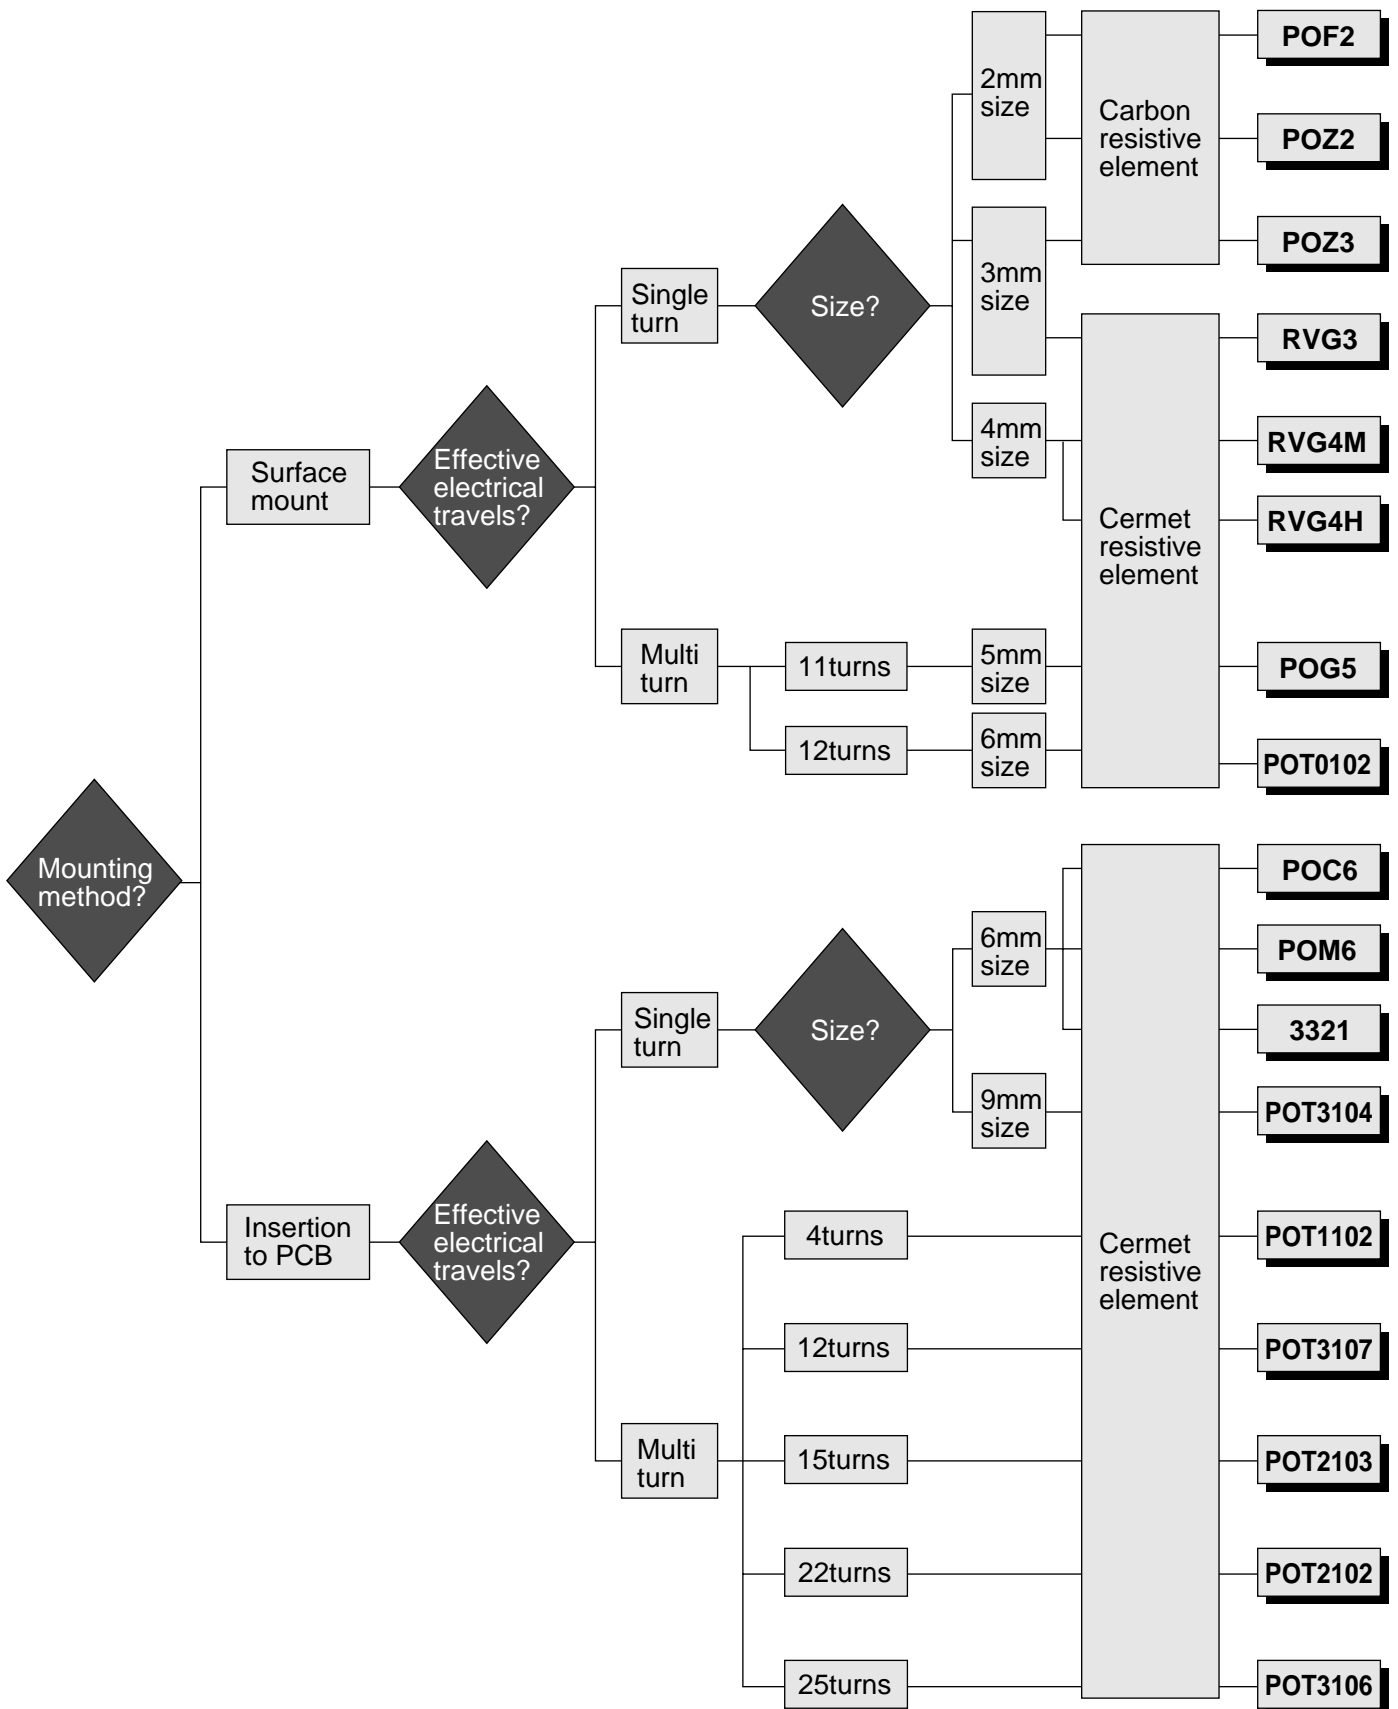 POF2
2mm
size
Carbon
resistive
element
POZ2
POZ3
3mm
size
Single
turn
Size?
RVG3
4mm
size
RVG4M
Surface
mount
Effective
electrical
travels?
RVG4H
Cermet
resistive
element
Multi
turn
11turns
5mm
size
POG5
12turns
6mm
size
POT0102
Mounting
method?
POC6
6mm
size
POM6
Single
turn
Size?
3321
9mm
size
POT3104
Insertion
to PCB
Effective
electrical
travels?
4turns
Cermet
resistive
element
POT1102
12turns
POT3107
Multi
turn
15turns
POT2103
22turns
POT2102
25turns
POT3106